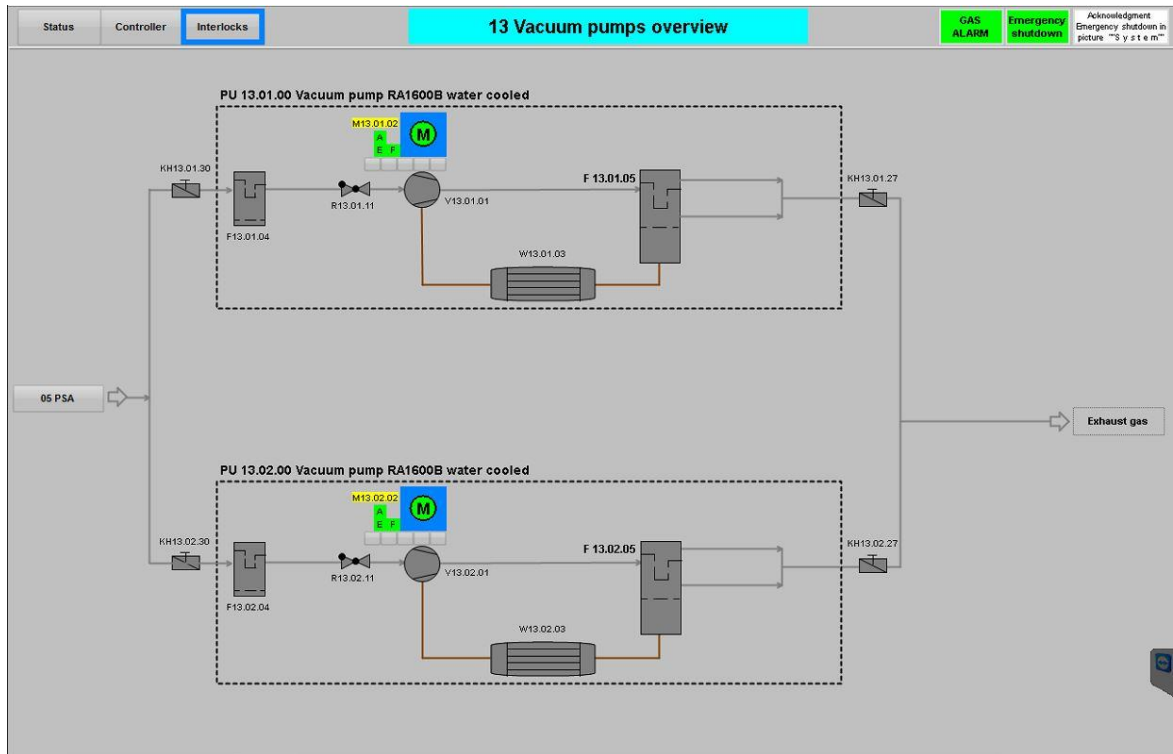 Status
Controller
Interlocks
13 Vacuum pumps overview
GAS
ALARM
Emergency
shutdown
Acknowledgment
Emergency shutdown in
picture ""S y s t e m""
PU 13.01.00 Vacuum pump RA1600B water cooled
M13.01.02
A
E F
M
KH13.01.30
F13.01.04
R13.01.11
V13.01.01
F 13.01.05
KH13.01.27
W13.01.03
05 PSA
Exhaust gas
PU 13.02.00 Vacuum pump RA1600B water cooled
M13.02.02
A
E F
M
KH13.02.30
F13.02.04
R13.02.11
V13.02.01
F 13.02.05
KH13.02.27
W13.02.03